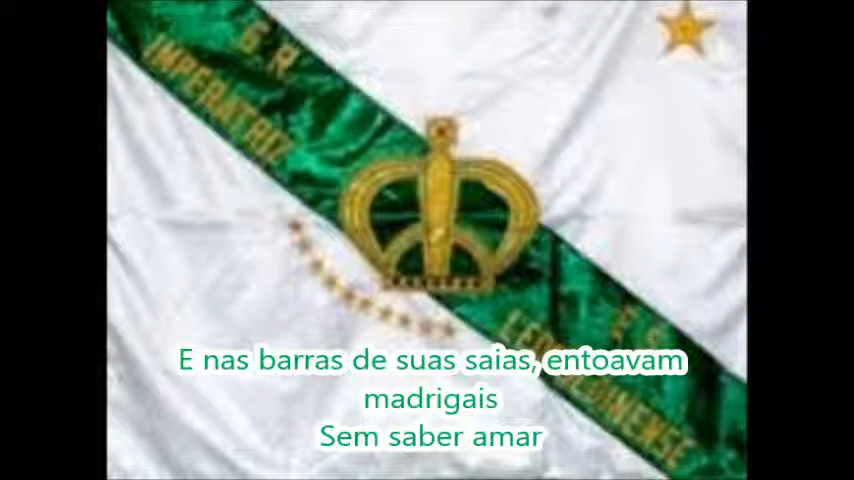 G.R.
IMPERATRIZ
E.S.
LEOPOLDINENSE
E nas barras de suas saias, entoavam
madrigais
Sem saber amar